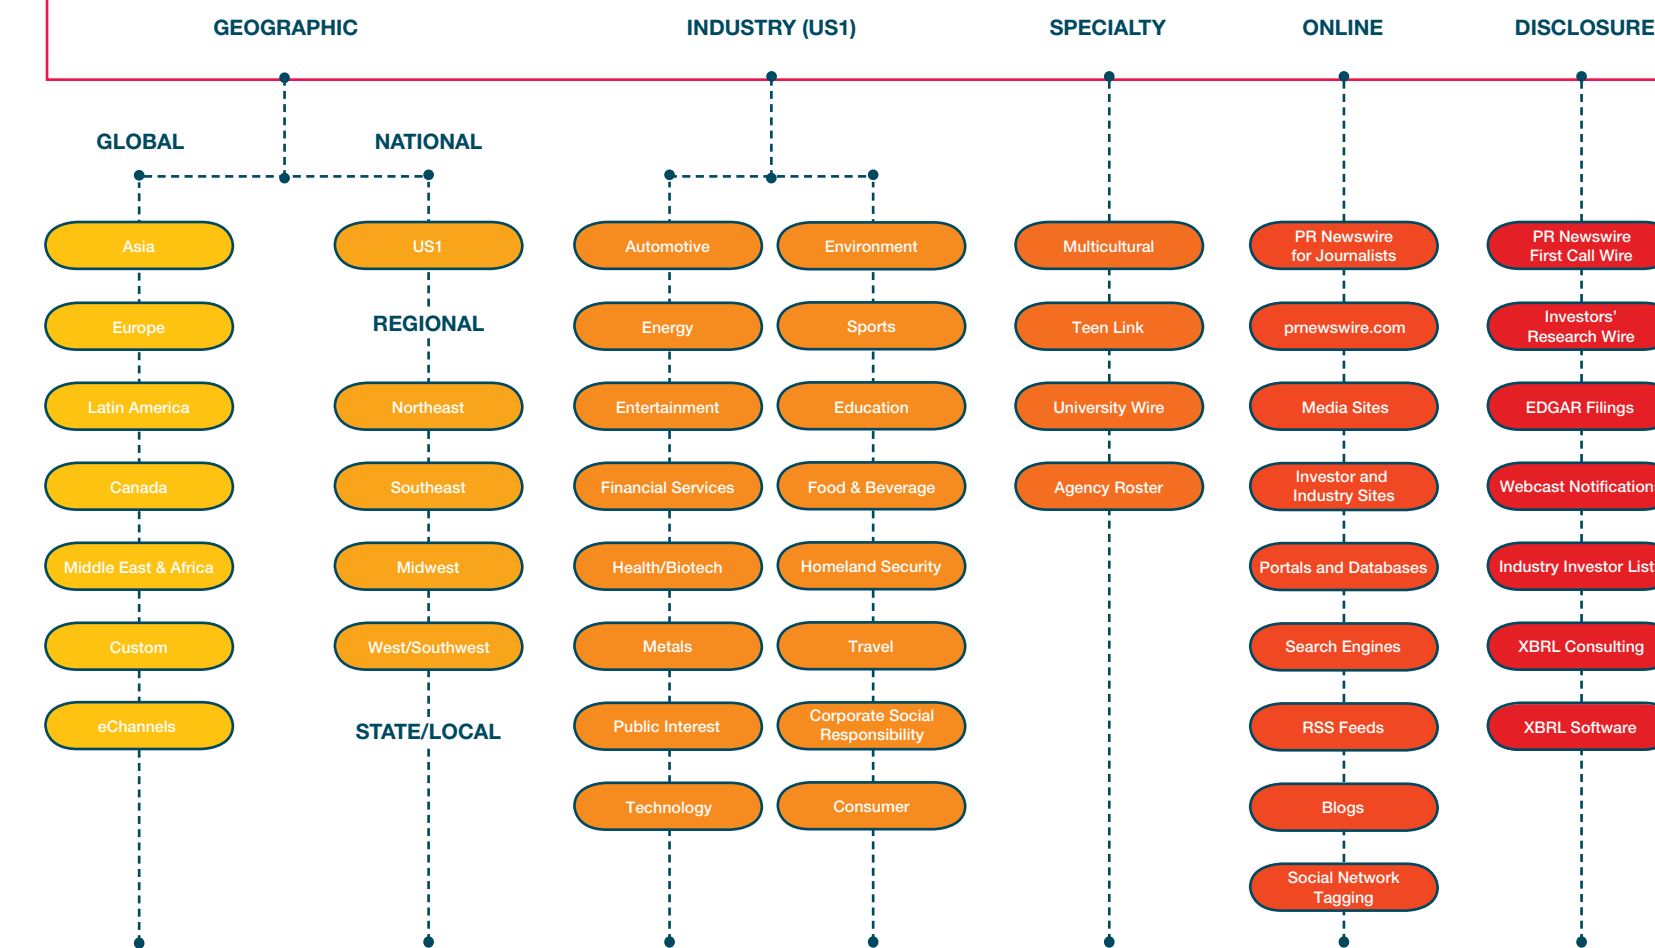 GEOGRAPHIC
INDUSTRY (US1)
SPECIALTY
ONLINE
DISCLOSURE
GLOBAL
NATIONAL
Asia
US1
Automotive
Environment
Multicultural
PR Newswire
for Journalists
PR Newswire
First Call Wire
Europe
REGIONAL
Energy
Sports
Teen Link
prnewswire.com
Investors'
Research Wire
Latin America
Northeast
Entertainment
Education
University Wire
Media Sites
EDGAR Filings
Canada
Southeast
Financial Services
Food & Beverage
Agency Roster
Investor and
Industry Sites
Webcast Notifications
Middle East & Africa
Midwest
Health/Biotech
Homeland Security
Portals and Databases
Industry Investor List
Custom
West/Southwest
Metals
Travel
Search Engines
XBRL Consulting
eChannels
STATE/LOCAL
Public Interest
Corporate Social
Responsibility
RSS Feeds
XBRL Software
Technology
Consumer
Blogs
Social Network
Tagging